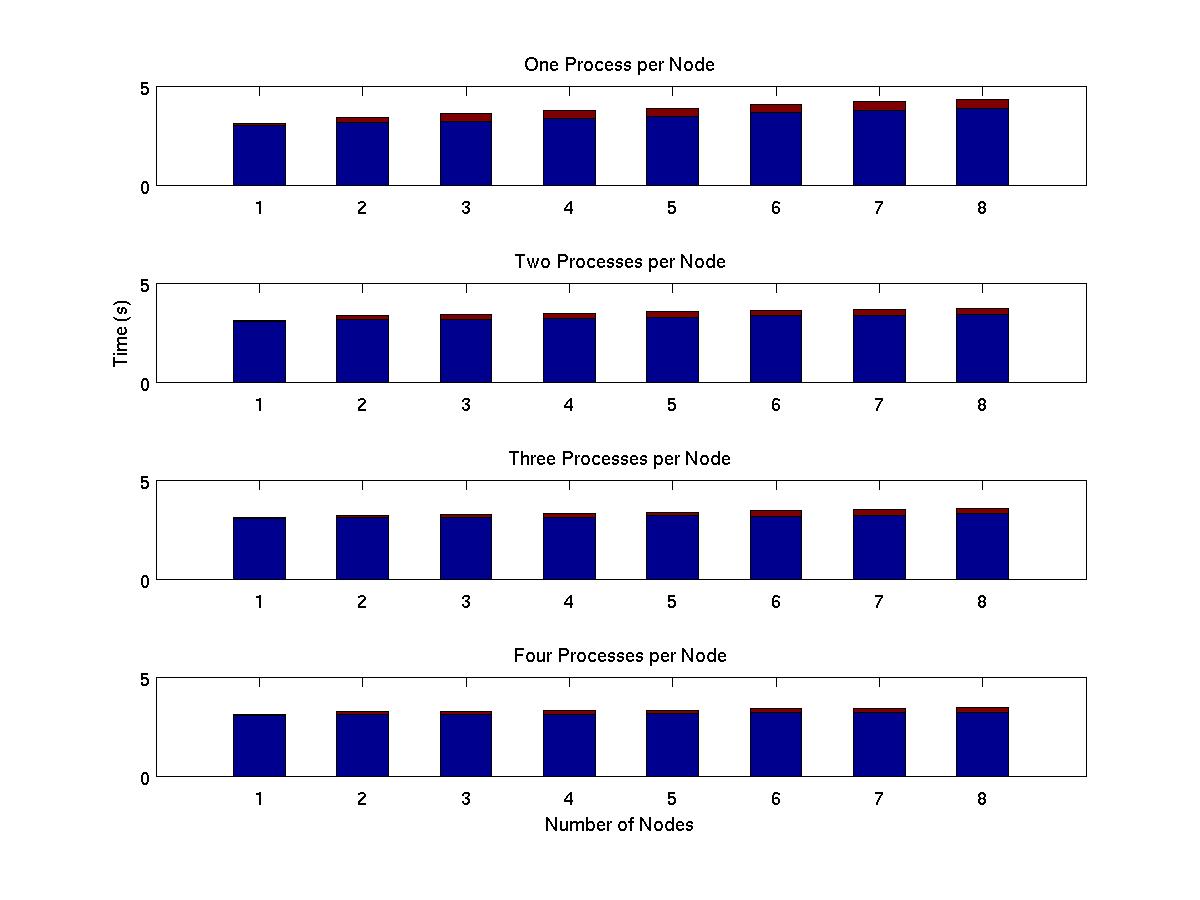 One Process per Node
5
0
1 2 3 4 5 6 7 8
Two Processes per Node
5
Time (s)
0
1 2 3 4 5 6 7 8
Three Processes per Node
5
0
1 2 3 4 5 6 7 8
Four Processes per Node
5
0
1 2 3 4 5 6 7 8
Number of Nodes